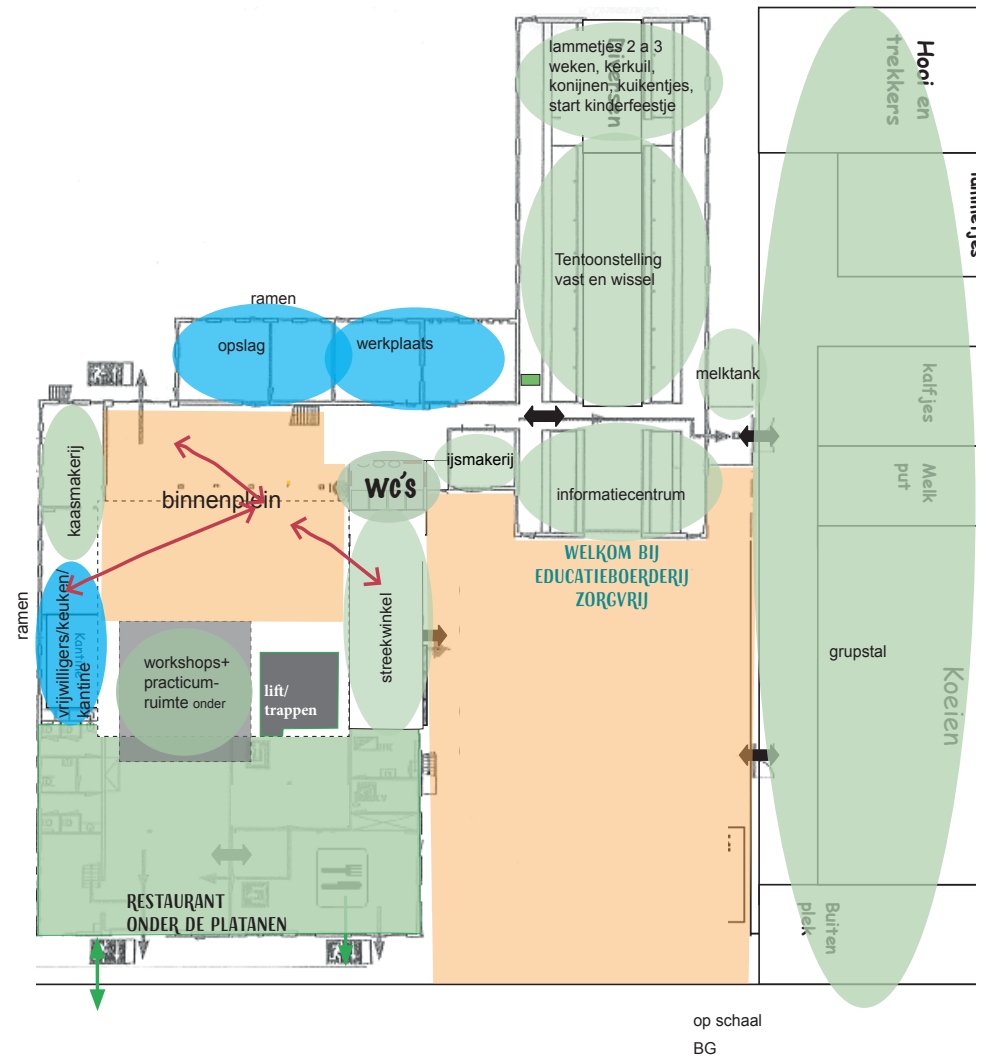 lammetjes 2 a 3
weken, kerkuil,
konijnen, kuikentjes,
start kinderfeestje
Hooi en
trekkers
lammetjes
Tentoonstelling
vast en wissel
ramen
opslag
werkplaats
melktank
kalfjes
kaasmakerij
binnenplein
WC'S
ijsmakerij
informatiecentrum
Melk
put
WELKOM BIJ
EDUCATIEBOERDERIJ
ZORGVRIJ
ramen
vrijwilligers/keuken/
kantine
Kantine
workshops+
practicum-
ruimte onder
lift/
trappen
streekwinkel
grupstal
Koeien
RESTAURANT
ONDER DE PLATANEN
Buiten
plek
op schaal
BG